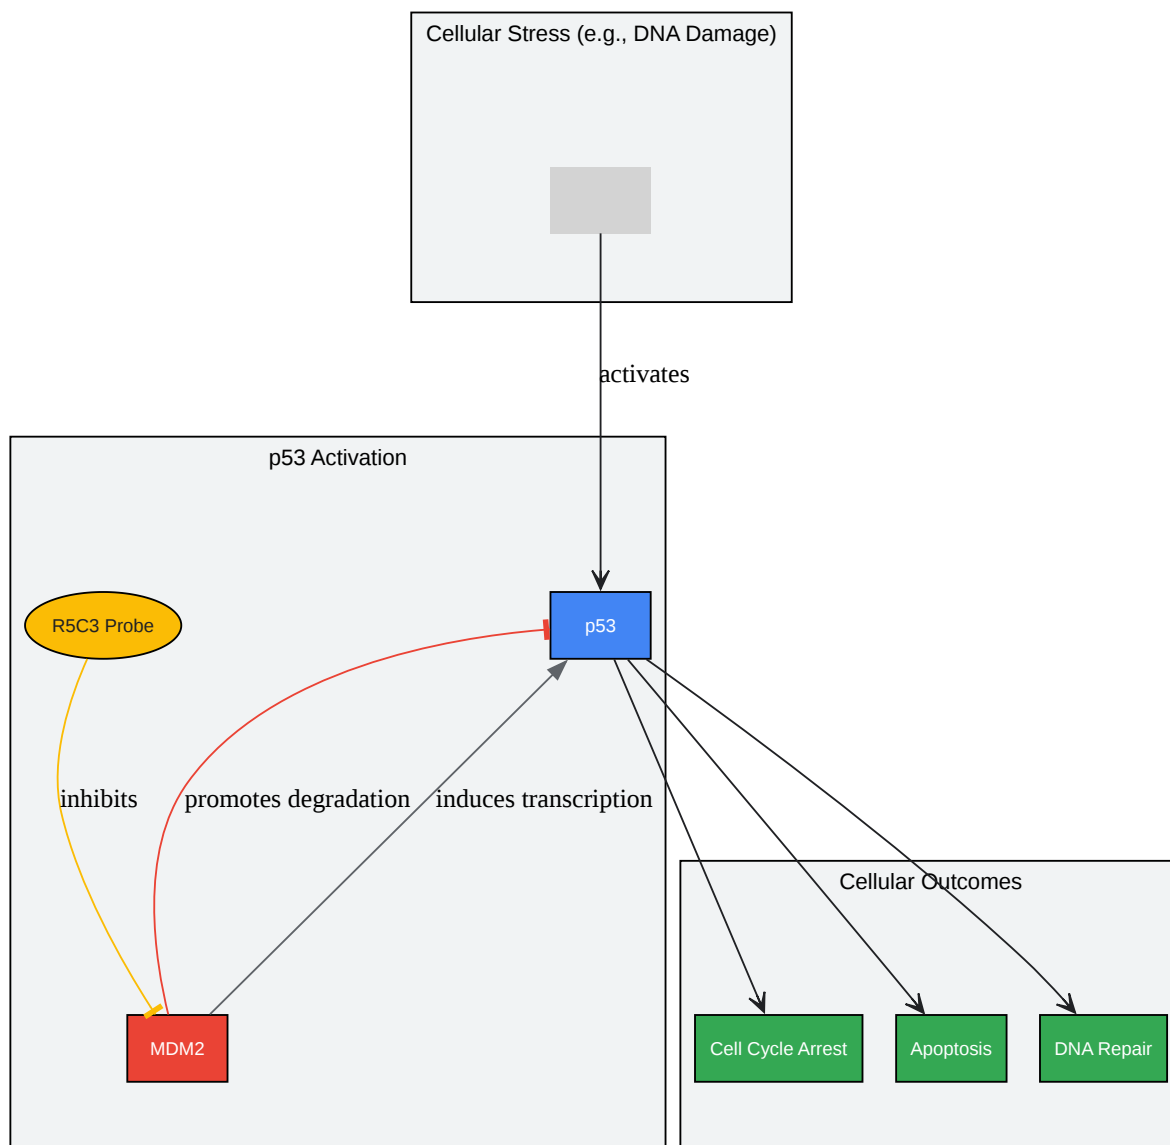 Cellular Stress (e.g., DNA Damage)
activates
p53 Activation
R5C3 Probe
p53
inhibits
promotes degradation
induces transcription
Cellular Outcomes
MDM2
Cell Cycle Arrest
Apoptosis
DNA Repair